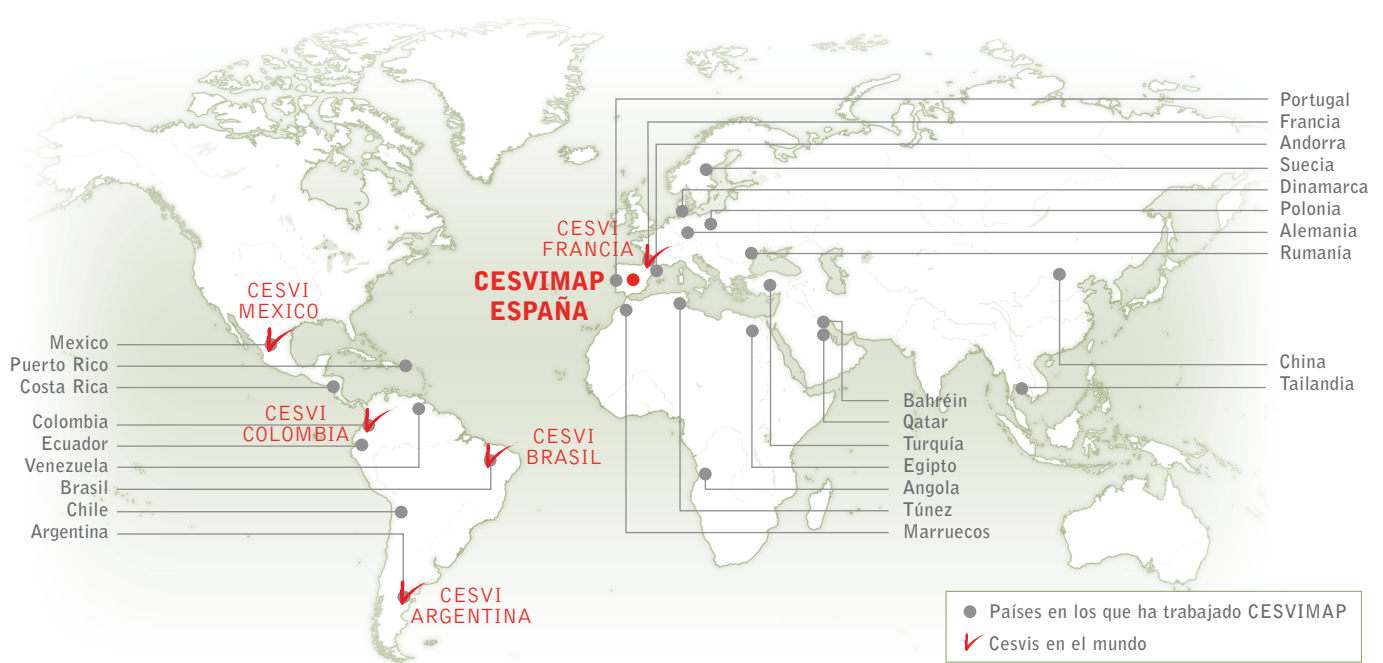 Portugal
Francia
Andorra
Suecia
Dinamarca
Polonia
Alemania
Rumanía
CESVI
FRANCIA
CESVIMAP
ESPAÑA
CESVI
MEXICO
Mexico
Puerto Rico
Costa Rica
China
Tailandia
Colombia
Ecuador
Venezuela
Brasil
Chile
Argentina
CESVI
COLOMBIA
CESVI
BRASIL
Bahréin
Qatar
Turquía
Egipto
Angola
Túnez
Marruecos
CESVI
ARGENTINA
Países en los que ha trabajado CESVIMAP
Cesvis en el mundo